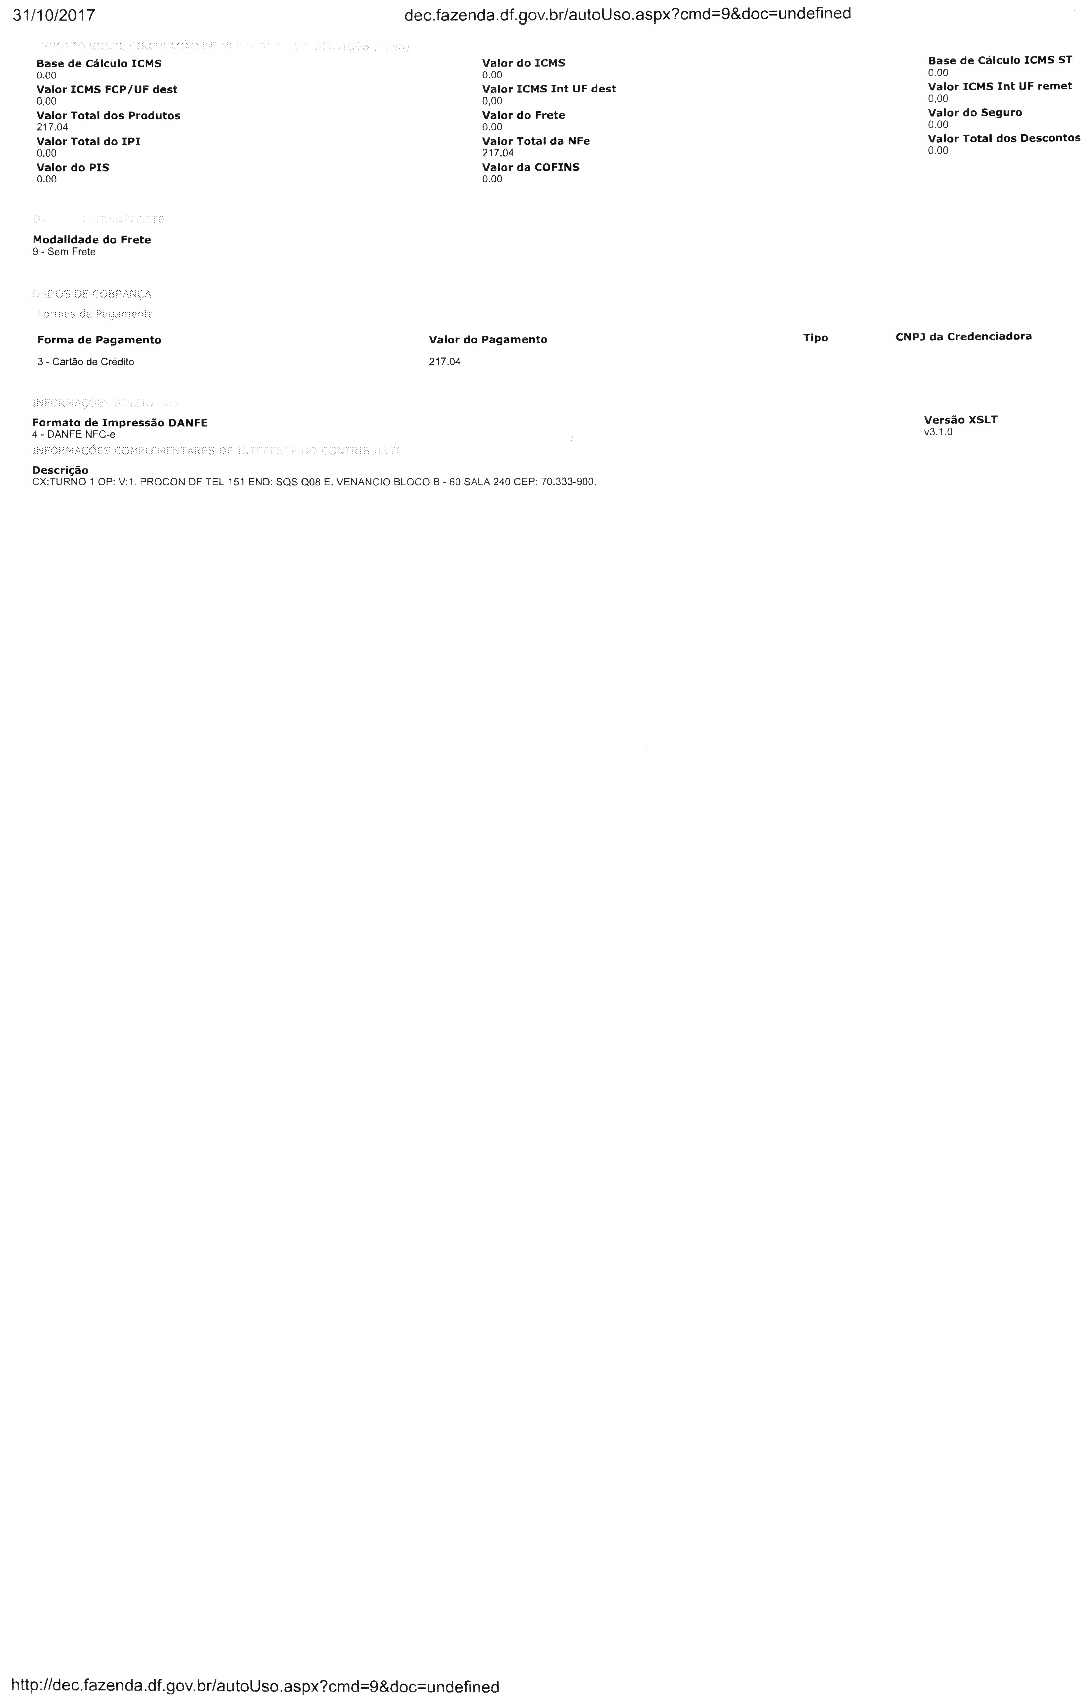 31/10/2017 dec.fazenda.df.gov.br/autoUso.aspx?cmd=9&doc=undefined
Base de Cálculo ICMS Valor do ICMS Base de Cálculo ICMS ST
0.00 0.00 0.00
Valor ICMS FCP/UF dest Valor ICMS Int UF dest Valor ICMS Int UF remet
0,00 0,00 0,00
Valor Total dos Produtos Valor do Frete Valor do Seguro
217.04 0.00 0.00
Valor Total do IPI Valor Total da NFe Valor Total dos Descontos
0.00 217.04 0.00
Valor do PIS Valor da COFINS
0.00 0.00
Modalidade do Frete
9 - Sem Frete
DADOS DE COBRANÇA
Formas de Pagamento
Forma de Pagamento Valor do Pagamento Tipo CNPJ da Credenciadora
3 - Cartão de Crédito 217.04
INFORMAÇÕES
Formato de Impressão DANFE Versão XSLT
4 - DANFE NFC-e v3.1.0
INFORMAÇÕES COMPLEMENTARES DE INTERESSE DO CONTRIBUINTE
Descrição
CX:TURNO 1 OP: V:1. PROCON DF TEL 151 END: SQS Q08 E. VENANCIO BLOCO B - 60 SALA 240 CEP: 70.333-900.
http://dec.fazenda.df.gov.br/autoUso.aspx?cmd=9&doc=undefined